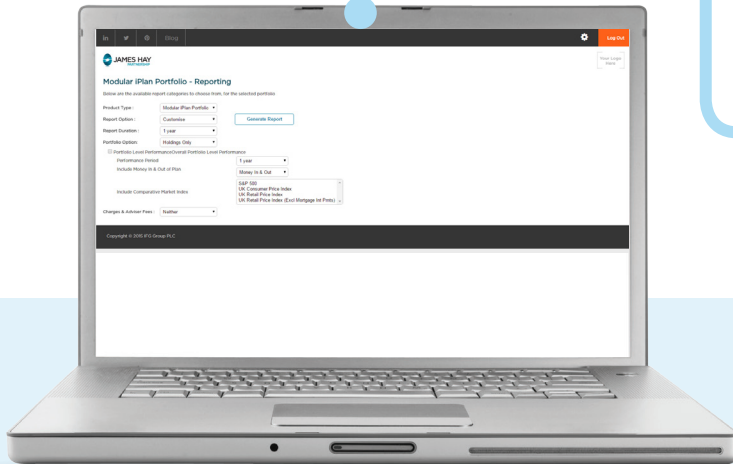 in Blog Log Out
JAMES HAY
PARTNERSHIP
Your Logo
Here
Modular iPlan Portfolio - Reporting
Below are the available report categories to choose from, for the selected portfolio
Product Type : Modular iPlan Portfolio
Report Option : Customise Generate Report
Report Duration : 1 year
Portfolio Option: Holdings Only
Portfolio Level PerformanceOverall Portfolio Level Performance
Performance Period 1 year
Include Money In & Out of Plan Money In & Out
S&P 500
UK Consumer Price Index
Include Comparative Market Index UK Retail Price Index
UK Retail Price Index (Excl Mortgage Int Pmts)
Charges & Adviser Fees : Neither
Copyright © 2016 IFG Group PLC